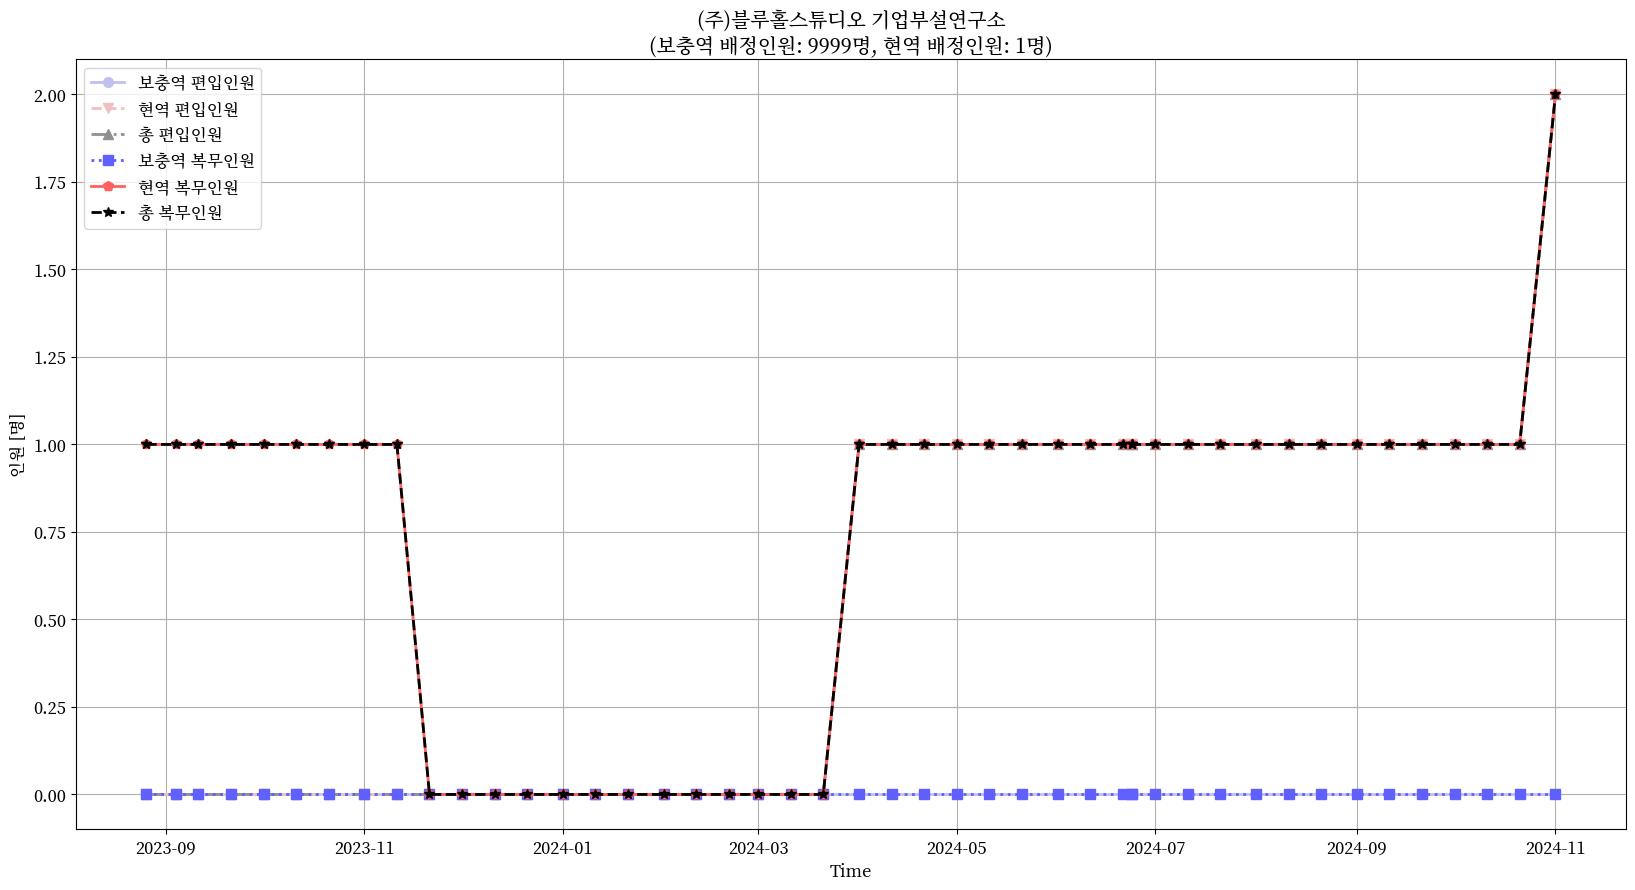 (주)블루홀스튜디오 기업부설연구소
(보충역 배정인원: 9999명, 현역 배정인원: 1명)
보충역 편입인원
현역 편입인원
총 편입인원
보충역 복무인원
현역 복무인원
총 복무인원
2.00
1.75
1.50
1.25
1.00
0.75
0.50
0.25
0.00
인원 [명]
2023-09
2023-11
2024-01
2024-03
2024-05
2024-07
2024-09
2024-11
Time